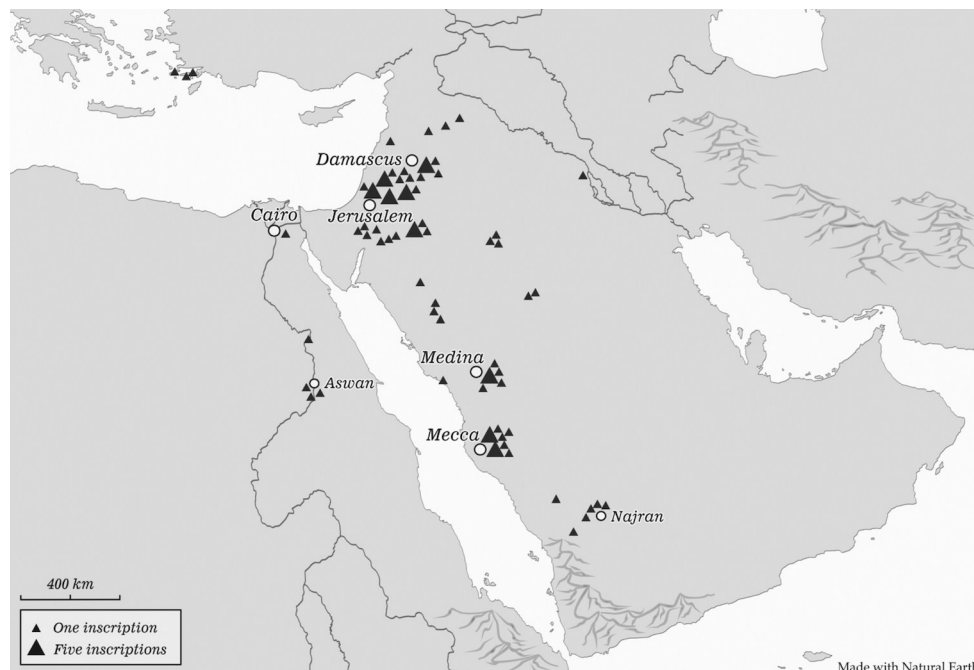 Damascus
Cairo
Jerusalem
Medina
Aswan
Mecca
Najran
400 km
One inscription
Five inscriptions
Made with Natural Earth